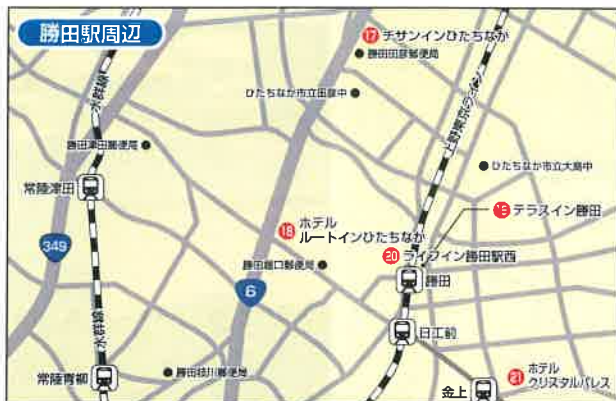 勝田駅周辺
17 チサンインひたちなか
勝田田彦郵便局
ひたちなか市立田彦中
水郡線
上野東京ライン
勝田津田郵便局
ひたちなか市立大島中
常陸津田
19 テラスイン勝田
18 ホテル
ルートインひたちなか
20 ライフイン勝田駅西
349
勝田堀口郵便局
勝田
6
日工前
水郡線
常陸青柳
勝田枝川郵便局
金上
21 ホテル
クリスタルパレス